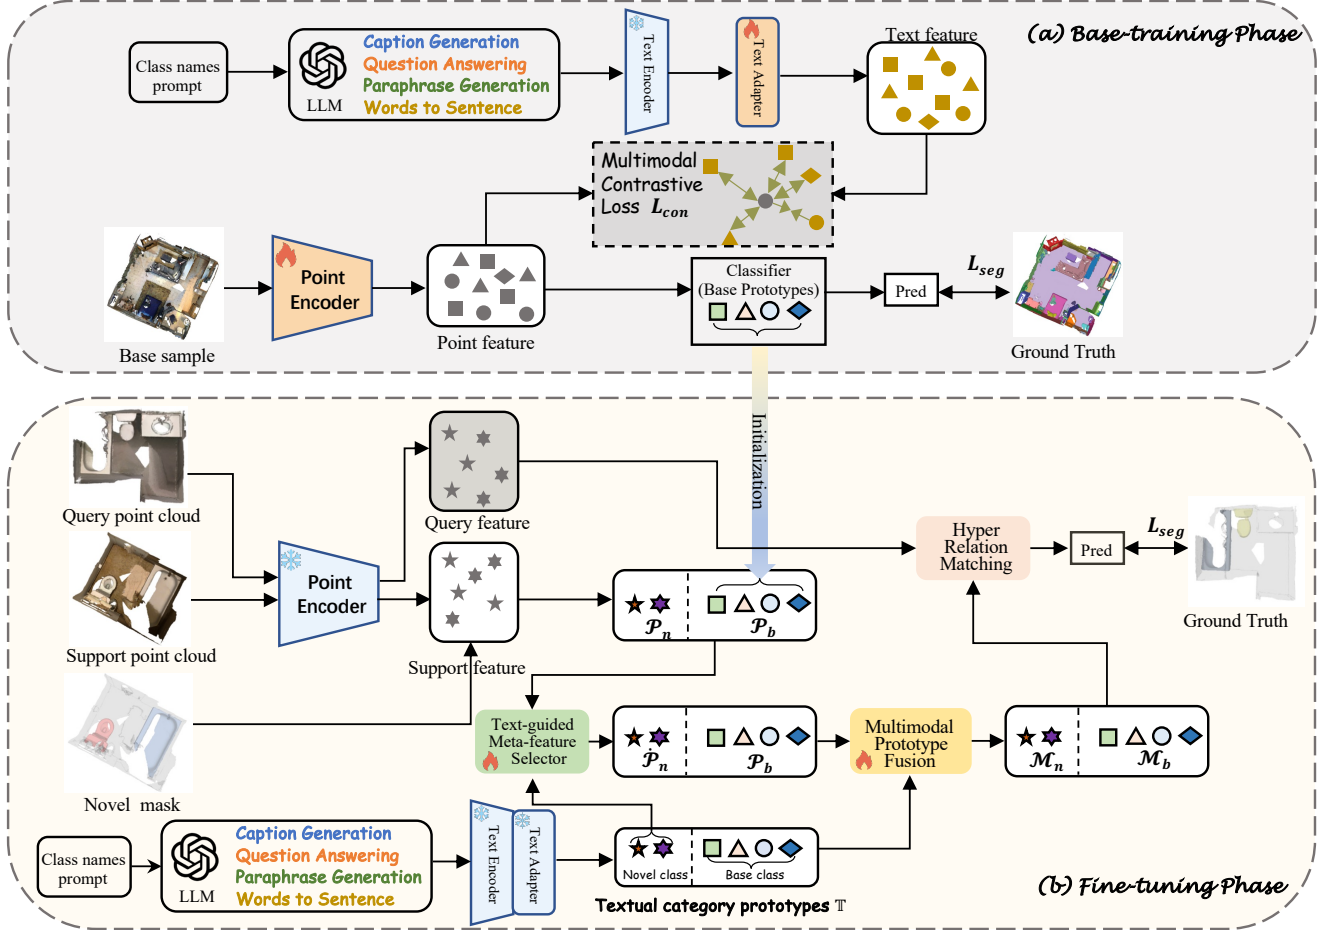 (a) Base-training Phase
Class names
prompt
LLM
Caption Generation
Question Answering
Paraphrase Generation
Words to Sentence
Text Encoder
Text Adapter
Text feature
Multimodal
Contrastive
Loss L_con
Base sample
Point
Encoder
Point feature
Classifier
(Base Prototypes)
Pred
L_seg
Ground Truth
Initialization
Query point cloud
Query feature
Support point cloud
Point
Encoder
Support feature
Novel mask
𝒫_n
𝒫_b
Hyper
Relation
Matching
Pred
L_seg
Ground Truth
Text-guided
Meta-feature
Selector
𝒫̇_n
𝒫_b
Multimodal
Prototype
Fusion
ℳ_n
ℳ_b
Class names
prompt
LLM
Caption Generation
Question Answering
Paraphrase Generation
Words to Sentence
Text Encoder
Text Adapter
Novel class
Base class
Textual category prototypes 𝕋
(b) Fine-tuning Phase